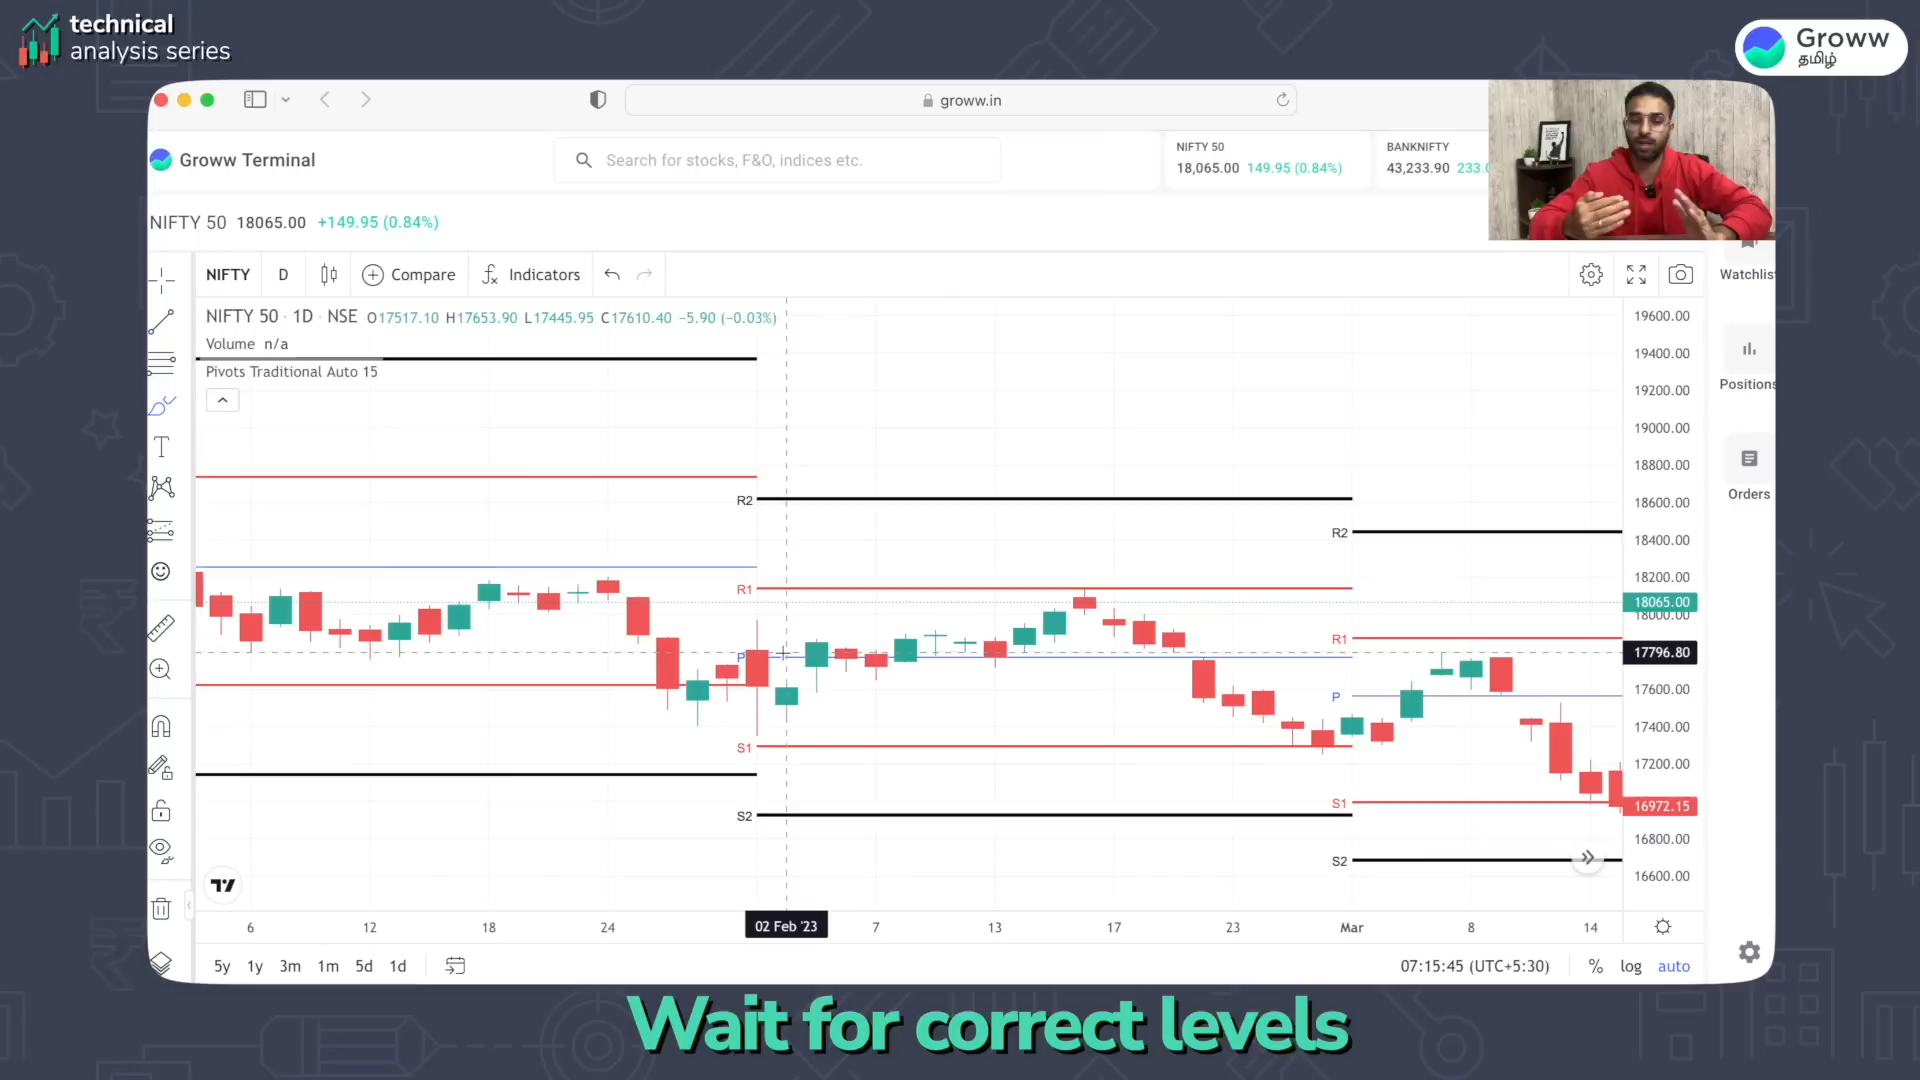 technical
analysis series
Groww
தமிழ்
groww.in
Groww Terminal
Search for stocks, F&O, indices etc.
NIFTY 50
18,065.00 149.95 (0.84%)
BANKNIFTY
43,233.90 233.0
NIFTY 50 18065.00 +149.95 (0.84%)
NIFTY D Compare Indicators
Watchlist
NIFTY 50 · 1D · NSE O17517.10 H17653.90 L17445.95 C17610.40 −5.90 (−0.03%)
Volume n/a
Pivots Traditional Auto 15
19600.00
19400.00
19200.00
19000.00
18800.00
18600.00
18400.00
18200.00
18065.00
18000.00
17796.80
17600.00
17400.00
17200.00
16972.15
16800.00
16600.00
Positions
Orders
R2
R1
P
S1
S2
R2
R1
P
S1
S2
6 12 18 24 02 Feb '23 7 13 17 23 Mar 8 14
5y 1y 3m 1m 5d 1d 07:15:45 (UTC+5:30) % log auto
Wait for correct levels